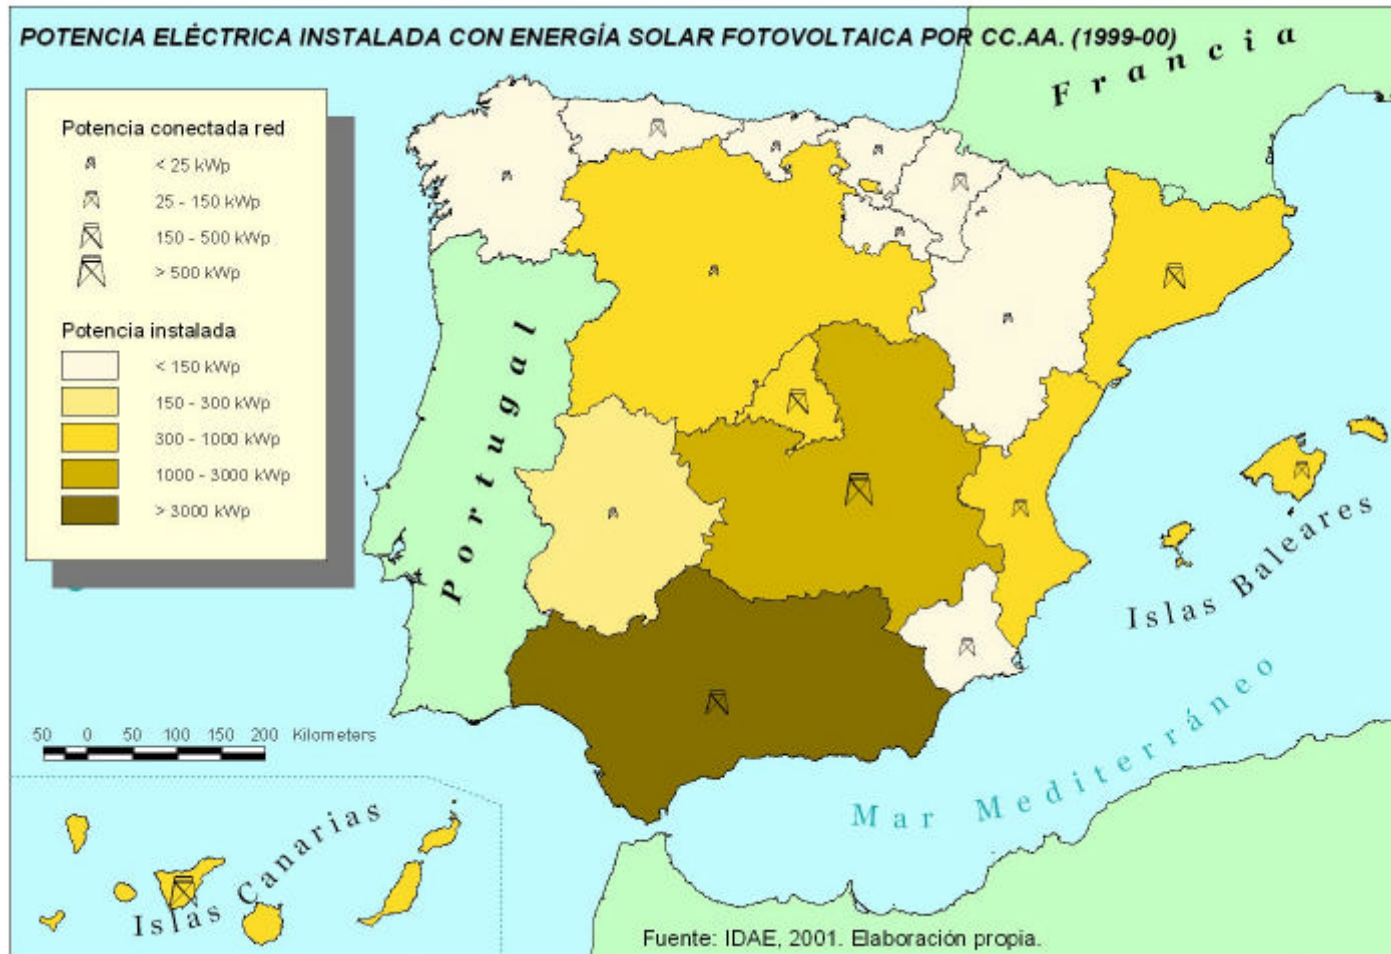 POTENCIA ELÉCTRICA INSTALADA CON ENERGÍA SOLAR FOTOVOLTAICA POR CC.AA. (1999-00)
Francia
Potencia conectada red
< 25 kWp
25 - 150 kWp
150 - 500 kWp
> 500 kWp
Potencia instalada
< 150 kWp
150 - 300 kWp
300 - 1000 kWp
1000 - 3000 kWp
> 3000 kWp
Portugal
Islas Baleares
Mar Mediterráneo
50 0 50 100 150 200 Kilometers
Islas Canarias
Fuente: IDAE, 2001. Elaboración propia.